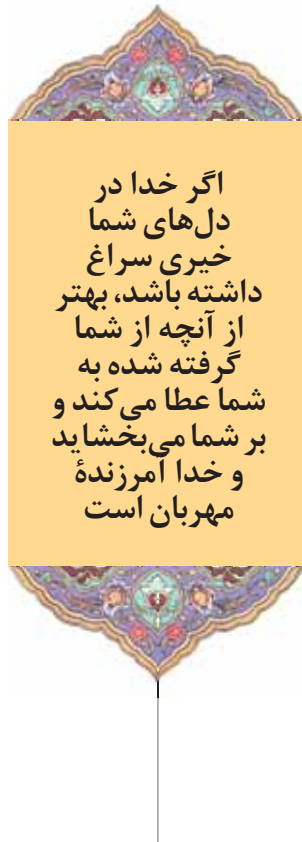 اگر خدا در
دل‌های شما
خیری سراغ
داشته باشد، بهتر
از آنچه از شما
گرفته شده به
شما عطا می‌کند و
بر شما می‌بخشاید
و خدا آمرزندهٔ
مهربان است